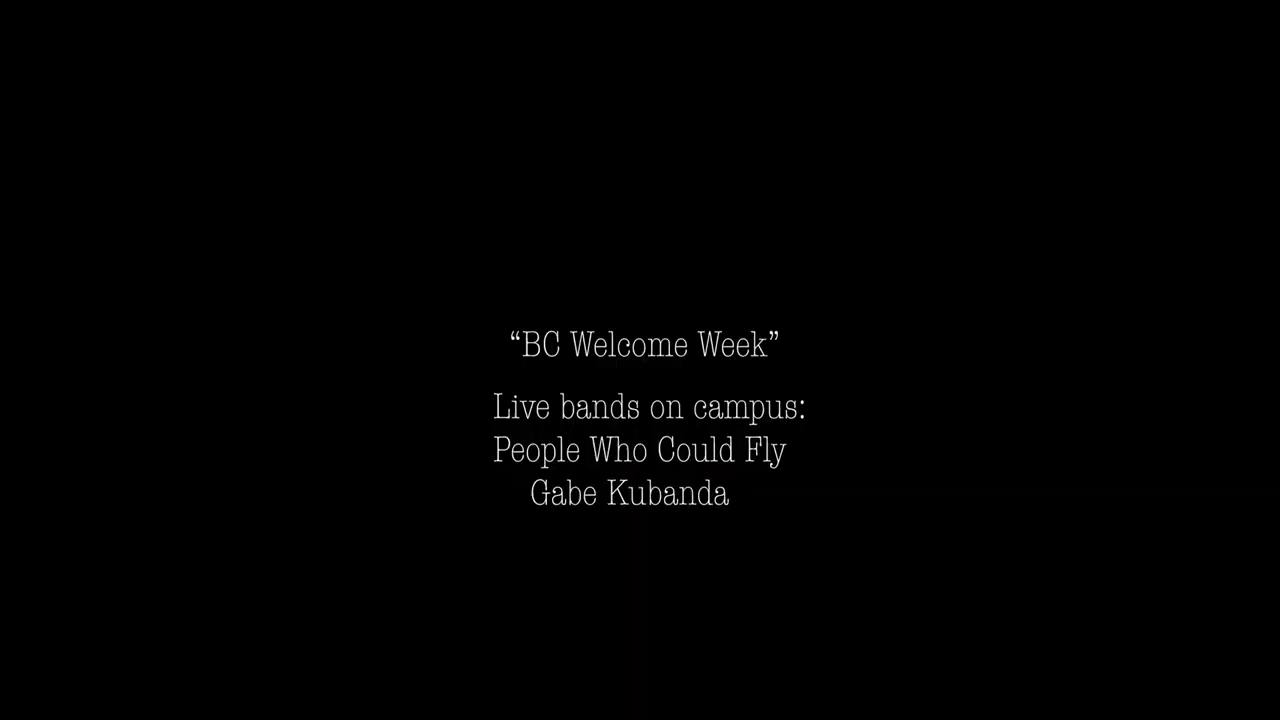 “BC Welcome Week”
Live bands on campus:
People Who Could Fly
Gabe Kubanda